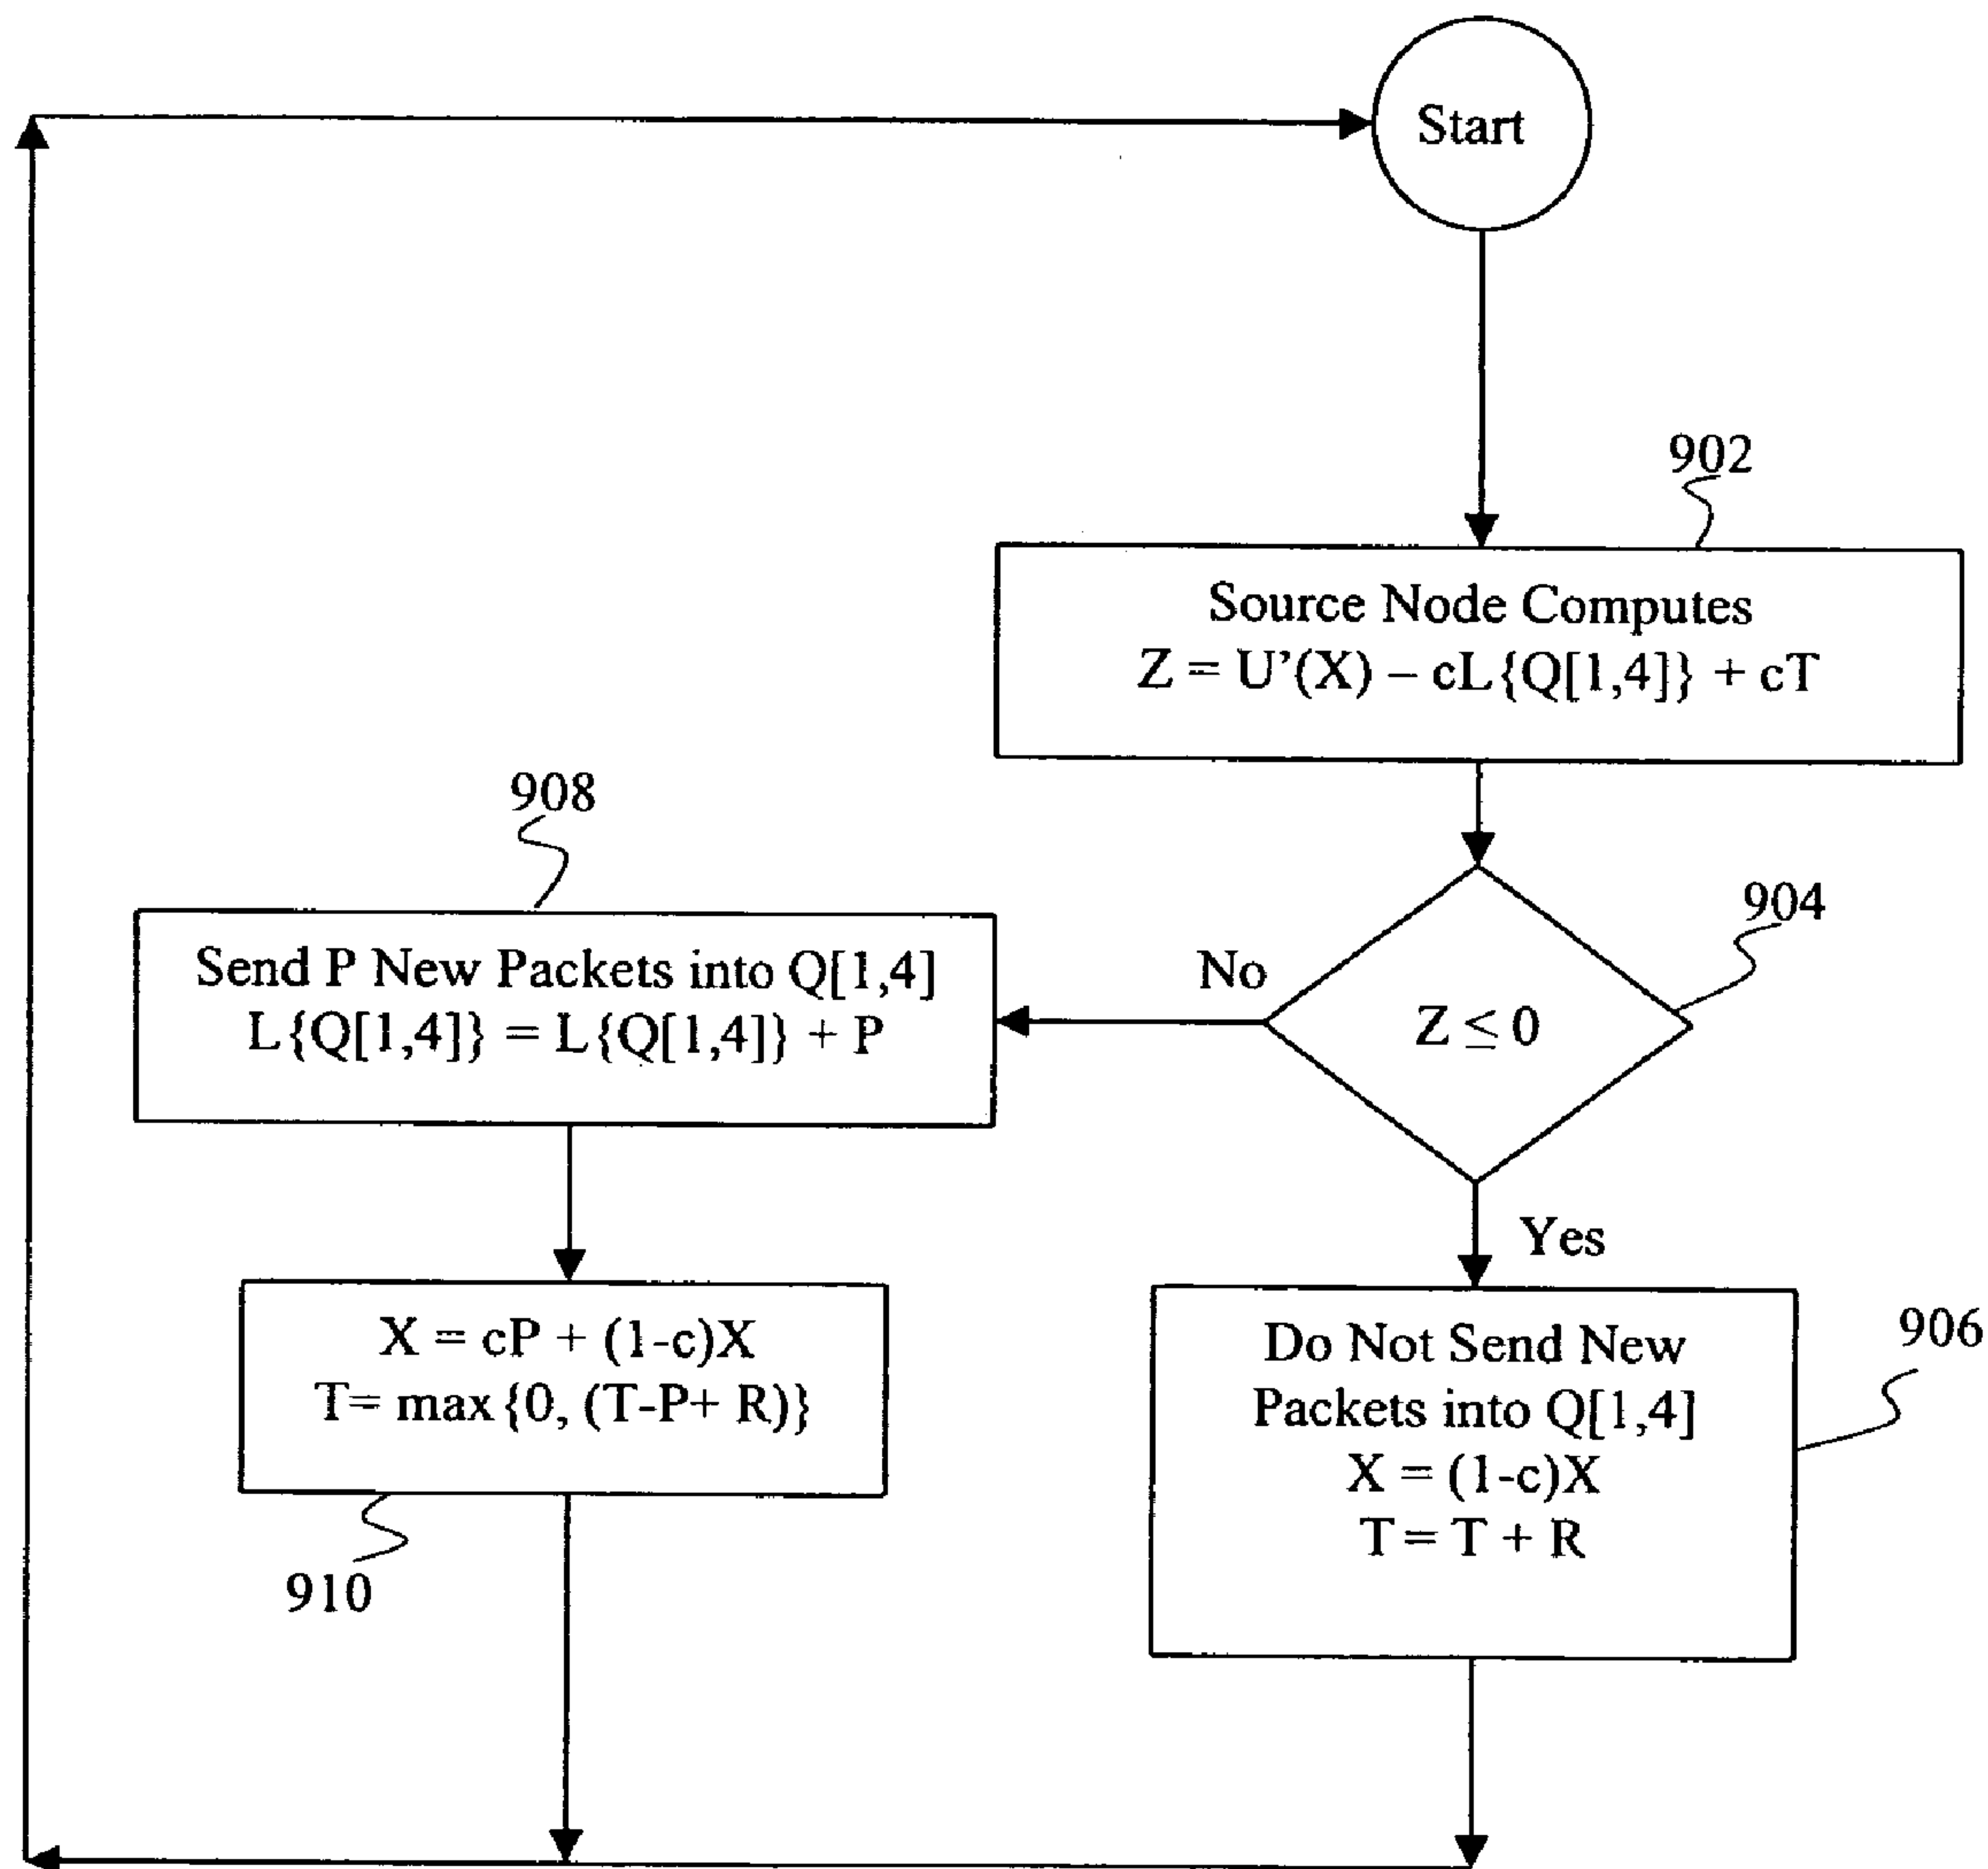 Start
902
Source Node Computes
Z = U’(X) – cL{Q[1,4]} + cT
908
904
Send P New Packets into Q[1,4]
L{Q[1,4]} = L{Q[1,4]} + P
No
Z ≤ 0
Yes
X = cP + (1-c)X
T= max{0, (T-P+ R)}
Do Not Send New
Packets into Q[1,4]
X = (1-c)X
T = T + R
906
910